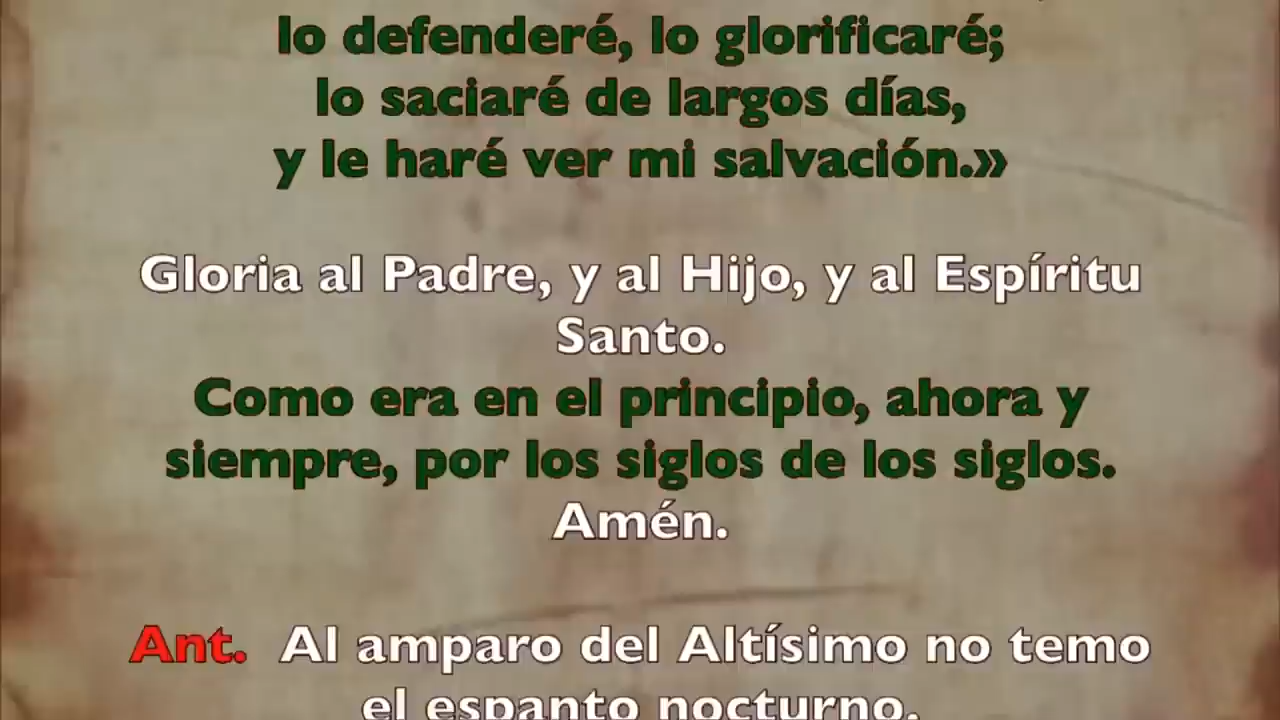 lo defenderé, lo glorificaré;
lo saciaré de largos días,
y le haré ver mi salvación.»
Gloria al Padre, y al Hijo, y al Espíritu
Santo.
Como era en el principio, ahora y
siempre, por los siglos de los siglos.
Amén.
Ant. Al amparo del Altísimo no temo
el espanto nocturno.